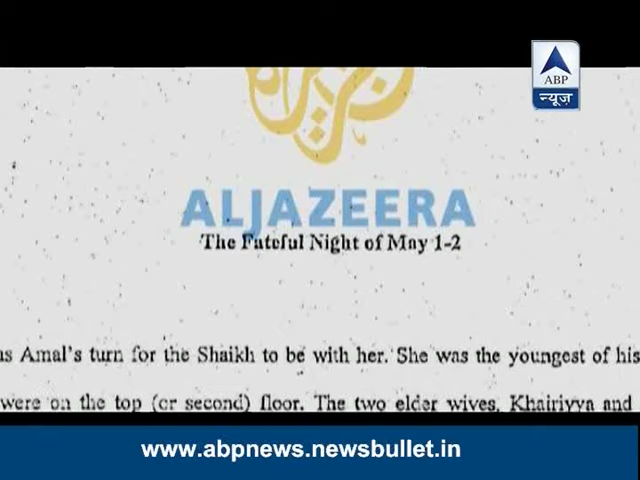 ABP
न्यूज़
ALJAZEERA
The Fateful Night of May 1-2
as Amal's turn for the Shaikh to be with her. She was the youngest of his
were on the top (or second) floor. The two elder wives, Khairiyya and
www.abpnews.newsbullet.in